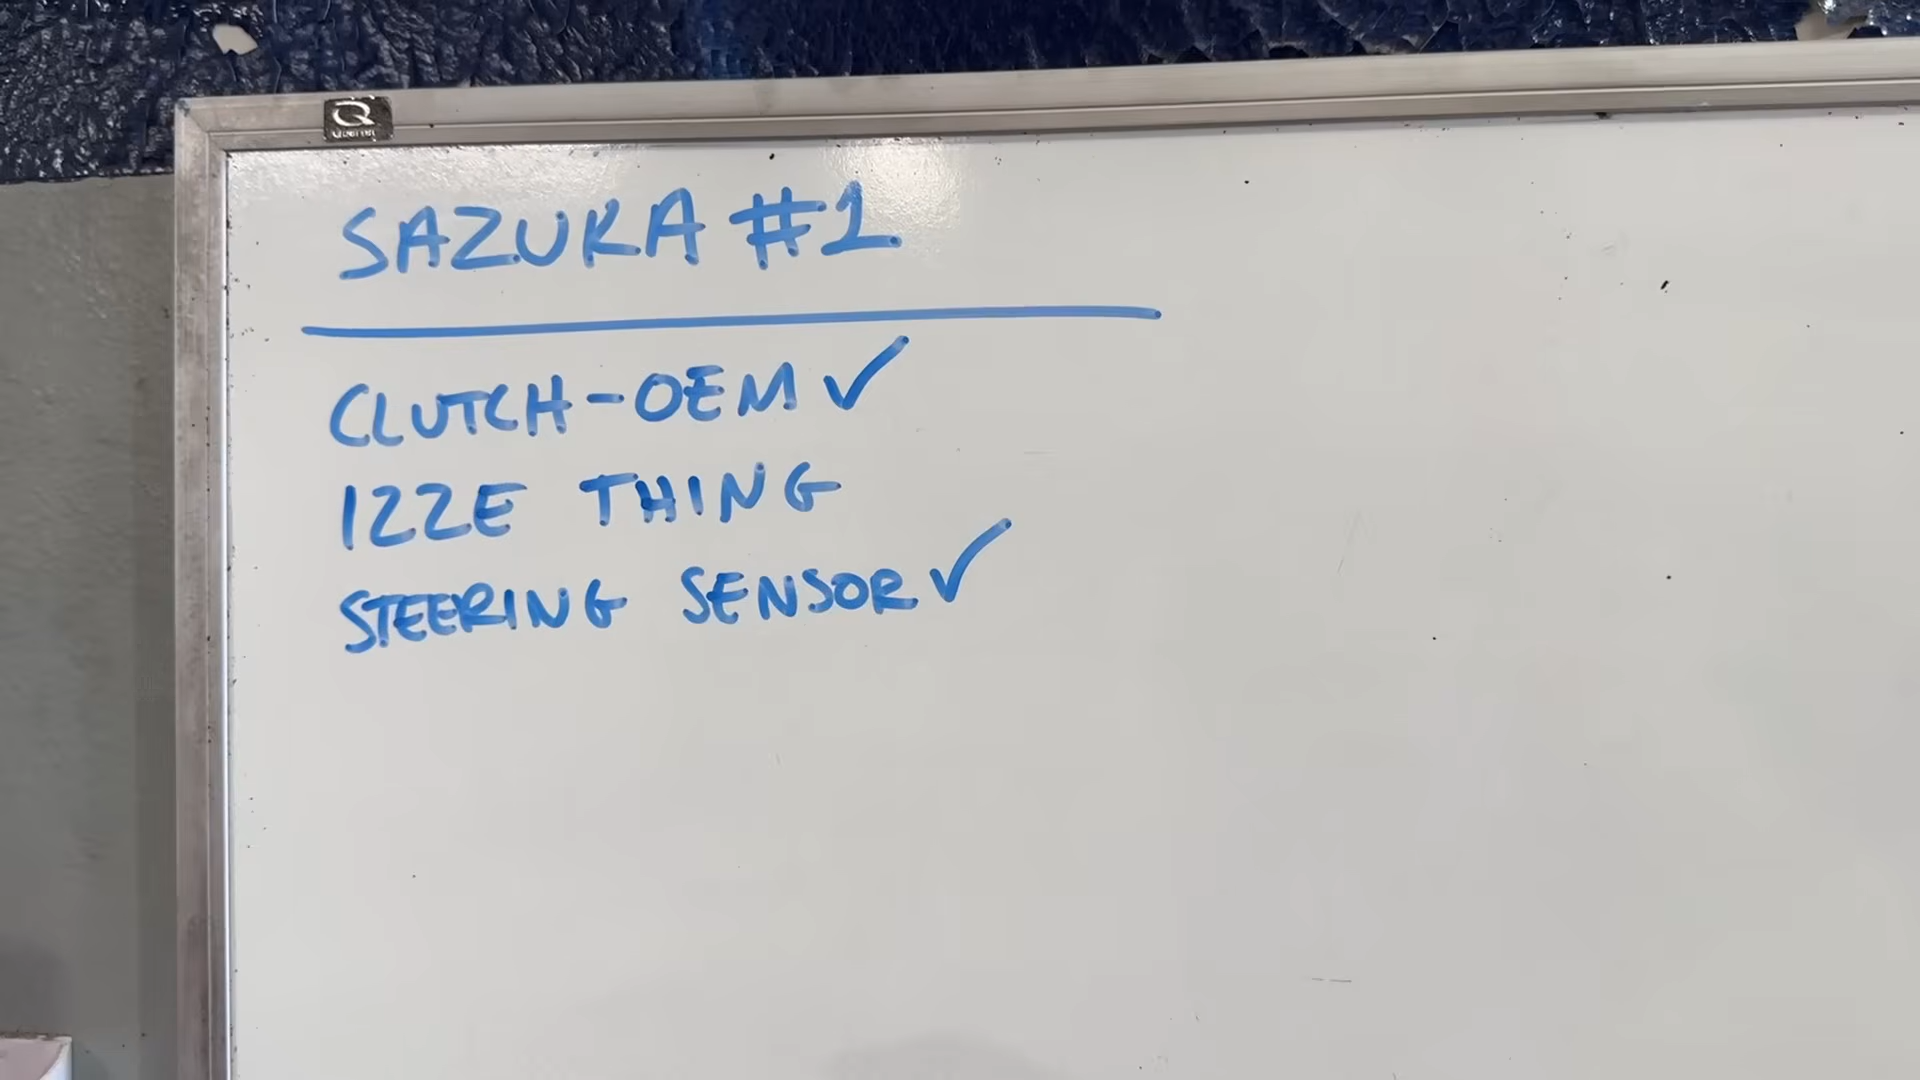 SAZUKA #1
CLUTCH-OEM ✓
IZZE THING
STEERING SENSOR ✓